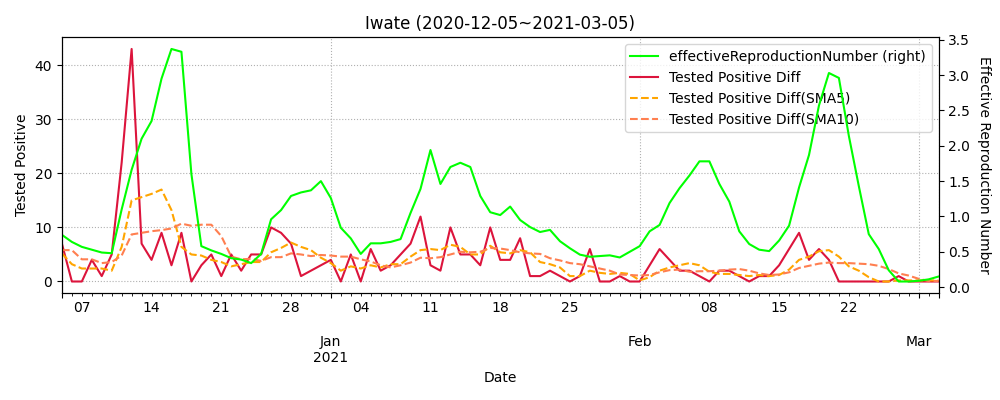 Iwate (2020-12-05~2021-03-05)
effectiveReproductionNumber (right)
Tested Positive Diff
Tested Positive Diff(SMA5)
Tested Positive Diff(SMA10)
Tested Positive
40
30
20
10
0
Effective Reproduction Number
3.5
3.0
2.5
2.0
1.5
1.0
0.5
0.0
07 14 21 28 04 11 18 25 08 15 22
Jan Feb Mar
2021
Date